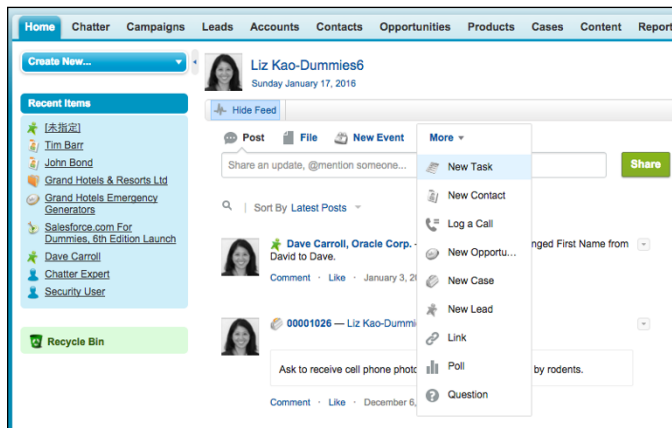 Home Chatter Campaigns Leads Accounts Contacts Opportunities Products Cases Content Report
Create New...
Liz Kao-Dummies6
Sunday January 17, 2016
Recent Items
Hide Feed
[未指定]
Tim Barr
John Bond
Grand Hotels & Resorts Ltd
Grand Hotels Emergency
Generators
Salesforce.com For
Dummies, 6th Edition Launch
Dave Carroll
Chatter Expert
Security User
Recycle Bin
Post File New Event More
Share an update, @mention someone...
Share
New Task
New Contact
Log a Call
New Opportu...
New Case
New Lead
Link
Poll
Question
Sort By Latest Posts
Dave Carroll, Oracle Corp. - nged First Name from
David to Dave.
Comment · Like · January 3, 20
00001026 — Liz Kao-Dummi
Ask to receive cell phone photo by rodents.
Comment · Like · December 6,